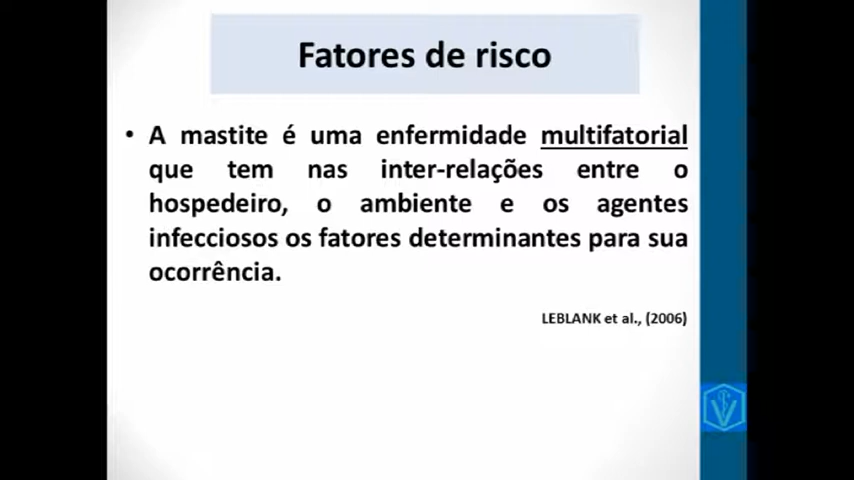 Fatores de risco
• A mastite é uma enfermidade multifatorial
que tem nas inter-relações entre o
hospedeiro, o ambiente e os agentes
infecciosos os fatores determinantes para sua
ocorrência.
LEBLANK et al., (2006)